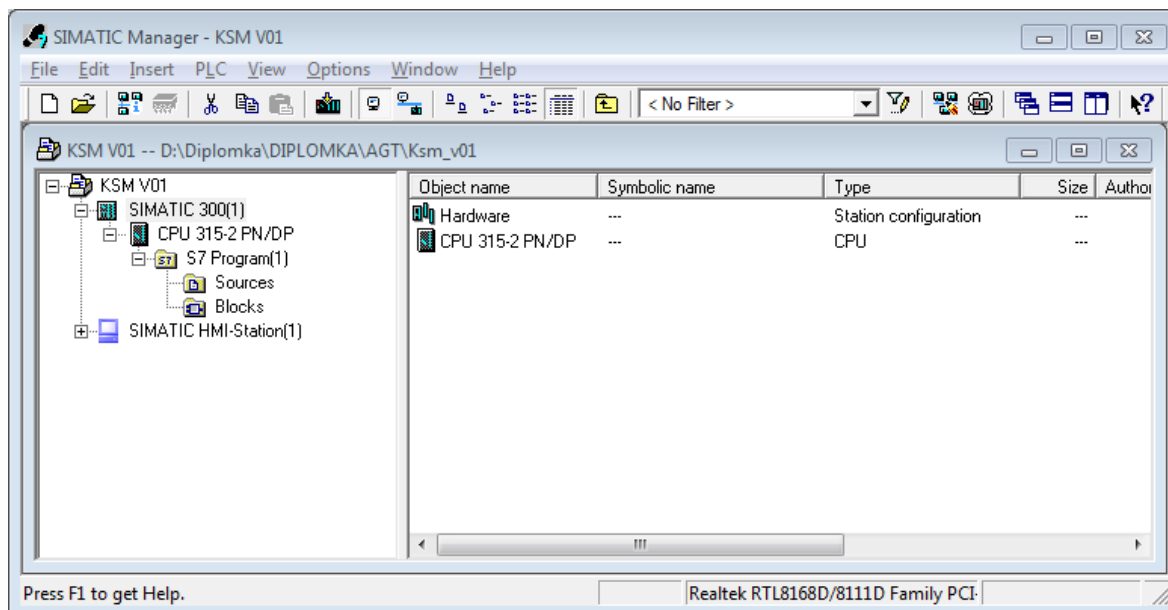 SIMATIC Manager - KSM V01
File Edit Insert PLC View Options Window Help
< No Filter >
KSM V01 -- D:\Diplomka\DIPLOMKA\AGT\Ksm_v01
KSM V01
SIMATIC 300(1)
CPU 315-2 PN/DP
S7 Program(1)
Sources
Blocks
SIMATIC HMI-Station(1)
Object name Symbolic name Type Size Author
Hardware --- Station configuration ---
CPU 315-2 PN/DP --- CPU ---
Press F1 to get Help. Realtek RTL8168D/8111D Family PCI-